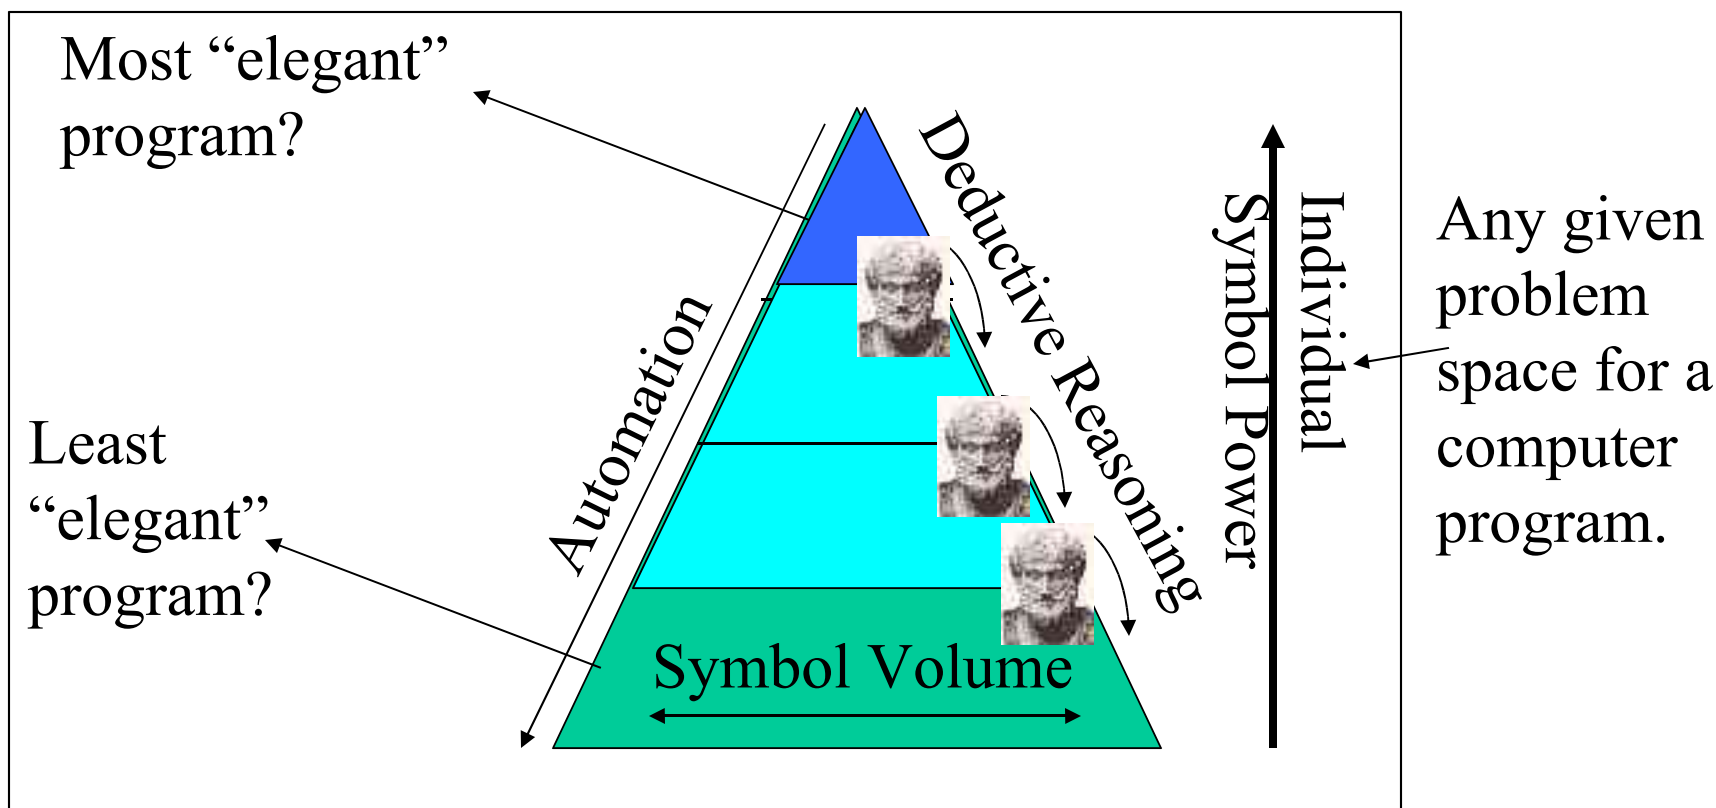 Most “elegant”
program?
Deductive Reasoning
Automation
Individual
Symbol Power
Any given
problem
space for a
computer
program.
Least
“elegant”
program?
Symbol Volume